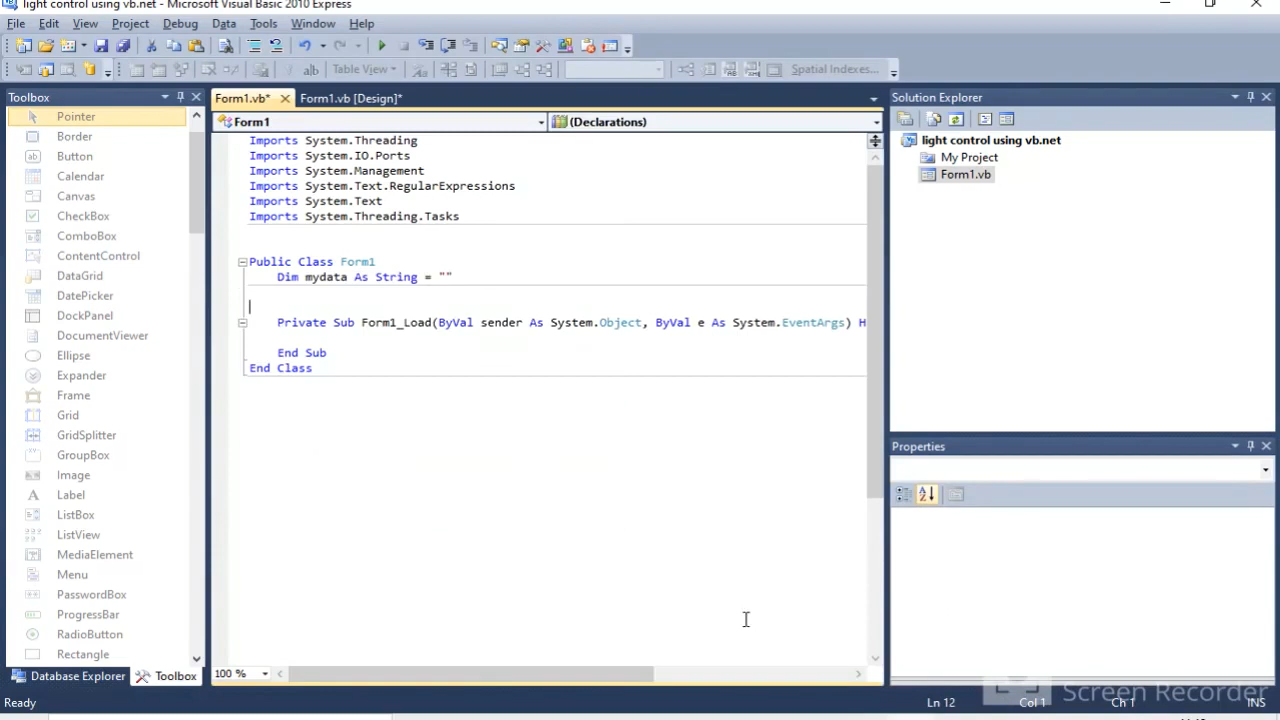 light control using vb.net - Microsoft Visual Basic 2010 Express
File Edit View Project Debug Data Tools Window Help
Table View Spatial Indexes...
Toolbox
Pointer
Border
Button
Calendar
Canvas
CheckBox
ComboBox
ContentControl
DataGrid
DatePicker
DockPanel
DocumentViewer
Ellipse
Expander
Frame
Grid
GridSplitter
GroupBox
Image
Label
ListBox
ListView
MediaElement
Menu
PasswordBox
ProgressBar
RadioButton
Rectangle
Database Explorer Toolbox
Form1.vb* Form1.vb [Design]*
Form1 (Declarations)
Imports System.Threading
Imports System.IO.Ports
Imports System.Management
Imports System.Text.RegularExpressions
Imports System.Text
Imports System.Threading.Tasks
Public Class Form1
Dim mydata As String = ""
Private Sub Form1_Load(ByVal sender As System.Object, ByVal e As System.EventArgs) H
End Sub
End Class
100 %
Solution Explorer
light control using vb.net
My Project
Form1.vb
Properties
Screen Recorder
Ready Ln 12 Col 1 Ch 1 INS